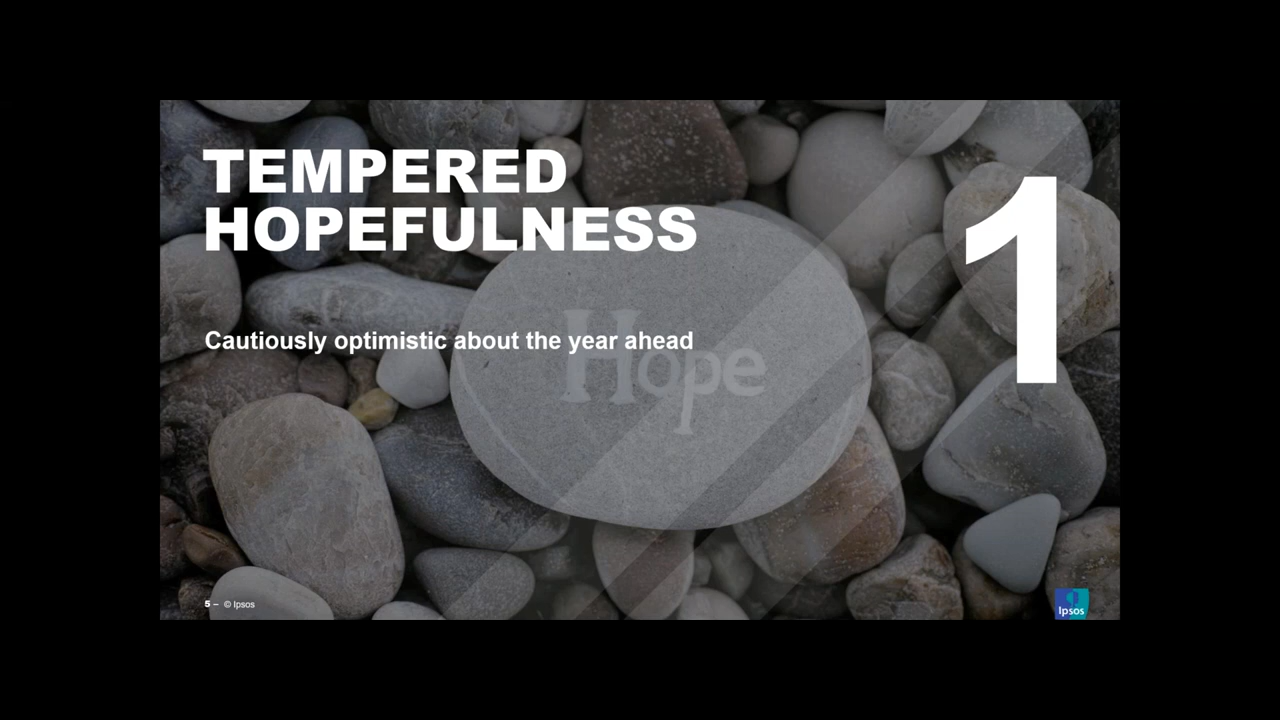 TEMPERED
HOPEFULNESS
1
Cautiously optimistic about the year ahead
Hope
5 – © Ipsos
Ipsos